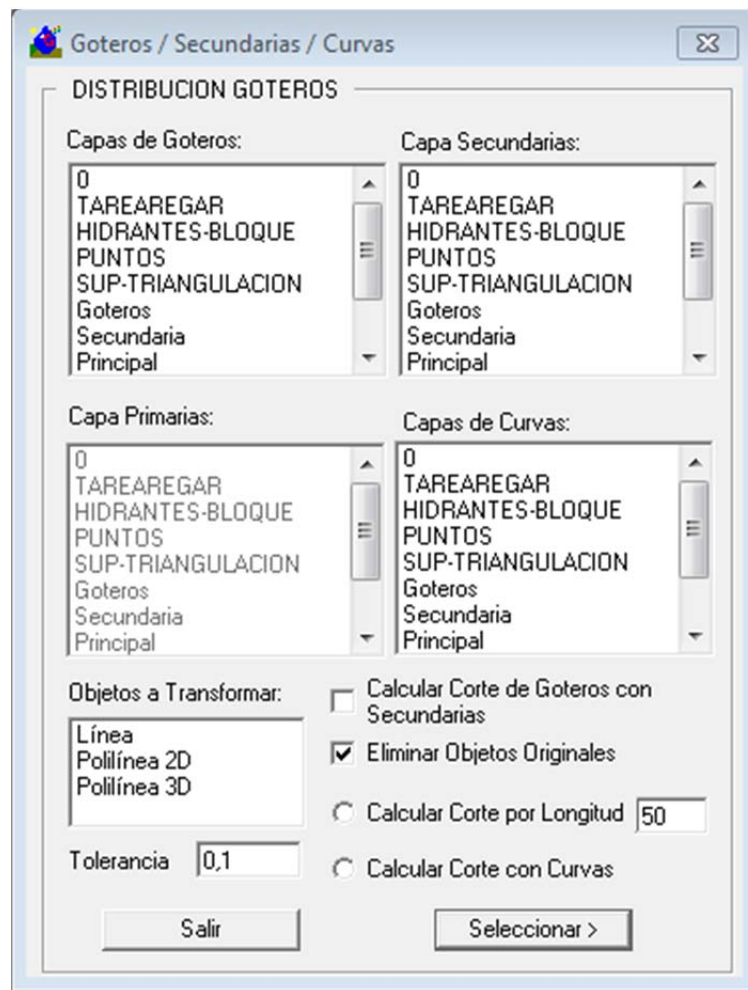 Goteros / Secundarias / Curvas
DISTRIBUCION GOTEROS
Capas de Goteros:
0
TAREAREGAR
HIDRANTES-BLOQUE
PUNTOS
SUP-TRIANGULACION
Goteros
Secundaria
Principal
Capa Secundarias:
0
TAREAREGAR
HIDRANTES-BLOQUE
PUNTOS
SUP-TRIANGULACION
Goteros
Secundaria
Principal
Capa Primarias:
0
TAREAREGAR
HIDRANTES-BLOQUE
PUNTOS
SUP-TRIANGULACION
Goteros
Secundaria
Principal
Capas de Curvas:
0
TAREAREGAR
HIDRANTES-BLOQUE
PUNTOS
SUP-TRIANGULACION
Goteros
Secundaria
Principal
Objetos a Transformar:
Línea
Polilínea 2D
Polilínea 3D
Tolerancia 0,1
Calcular Corte de Goteros con
Secundarias
Eliminar Objetos Originales
Calcular Corte por Longitud 50
Calcular Corte con Curvas
Salir
Seleccionar >